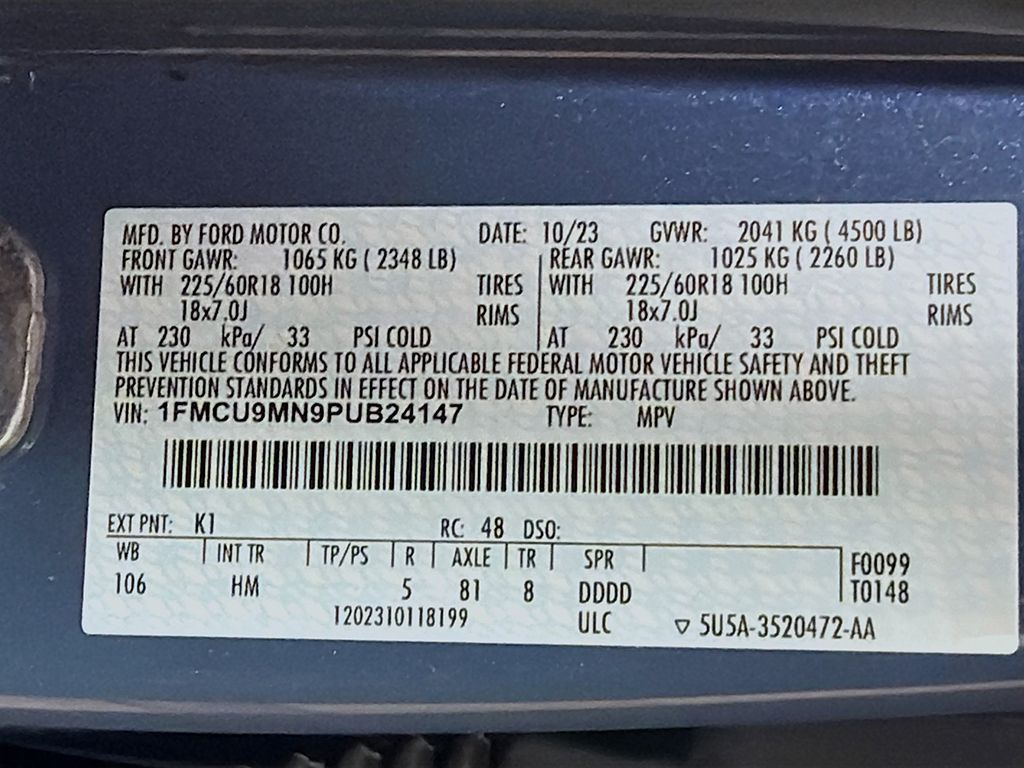 MFD. BY FORD MOTOR CO. DATE: 10/23 GVWR: 2041 KG ( 4500 LB)
FRONT GAWR: 1065 KG ( 2348 LB) REAR GAWR: 1025 KG ( 2260 LB)
WITH 225/60R18 100H TIRES WITH 225/60R18 100H TIRES
18x7.0J RIMS 18x7.0J RIMS
AT 230 kPa/ 33 PSI COLD AT 230 kPa/ 33 PSI COLD
THIS VEHICLE CONFORMS TO ALL APPLICABLE FEDERAL MOTOR VEHICLE SAFETY AND THEFT
PREVENTION STANDARDS IN EFFECT ON THE DATE OF MANUFACTURE SHOWN ABOVE.
VIN: 1FMCU9MN9PUB24147 TYPE: MPV
EXT PNT: K1 RC: 48 DSO:
WB INT TR TP/PS R AXLE TR SPR F0099
106 HM 5 81 8 DDDD T0148
1202310118199 ULC ▽ 5U5A-3520472-AA